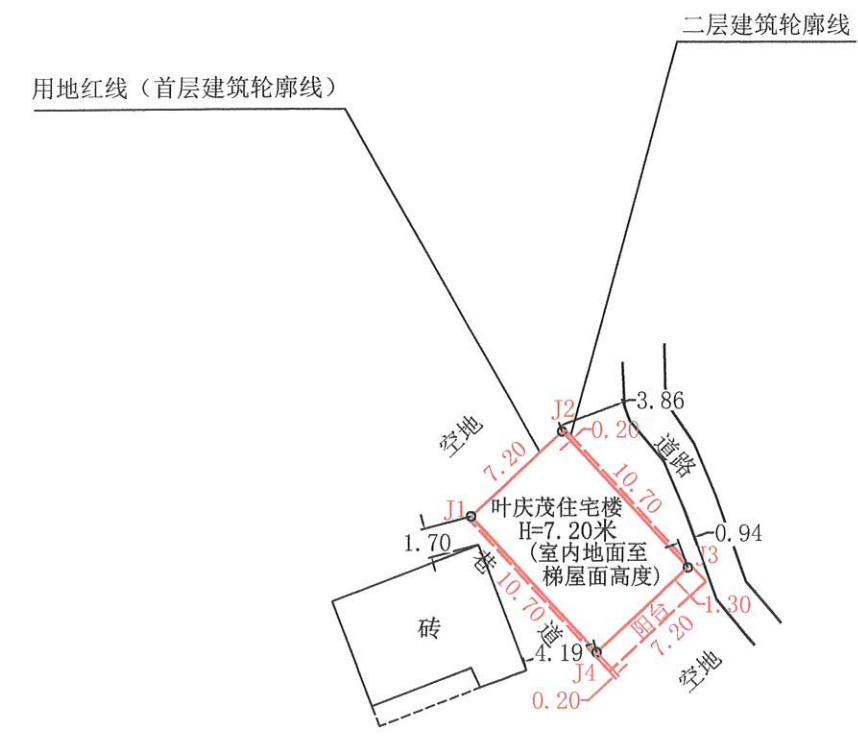 二层建筑轮廓线
用地红线（首层建筑轮廓线）
3.86
J2
0.20
空地
道路
7.20
10.70
J1
叶庆茂住宅楼
H=7.20米
(室内地面至
梯屋面高度)
0.94
J3
1.70
巷道
10.70
1.30
阳台
7.20
砖
4.19
J4
0.20
空地